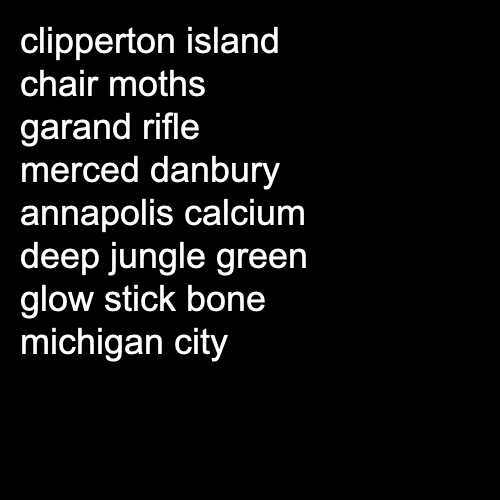 clipperton island
chair moths
garand rifle
merced danbury
annapolis calcium
deep jungle green
glow stick bone
michigan city